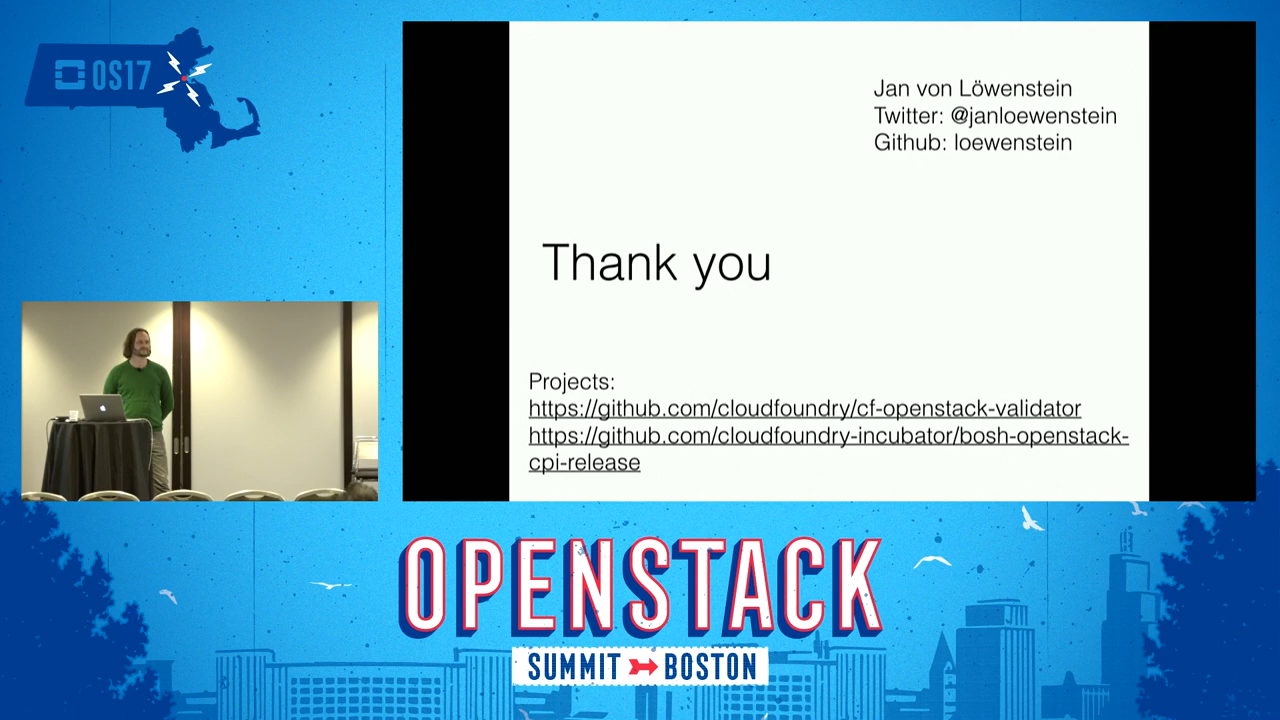 OS17
Jan von Löwenstein
Twitter: @janloewenstein
Github: loewenstein
Thank you
Projects:
https://github.com/cloudfoundry/cf-openstack-validator
https://github.com/cloudfoundry-incubator/bosh-openstack-
cpi-release
OPENSTACK
SUMMIT BOSTON